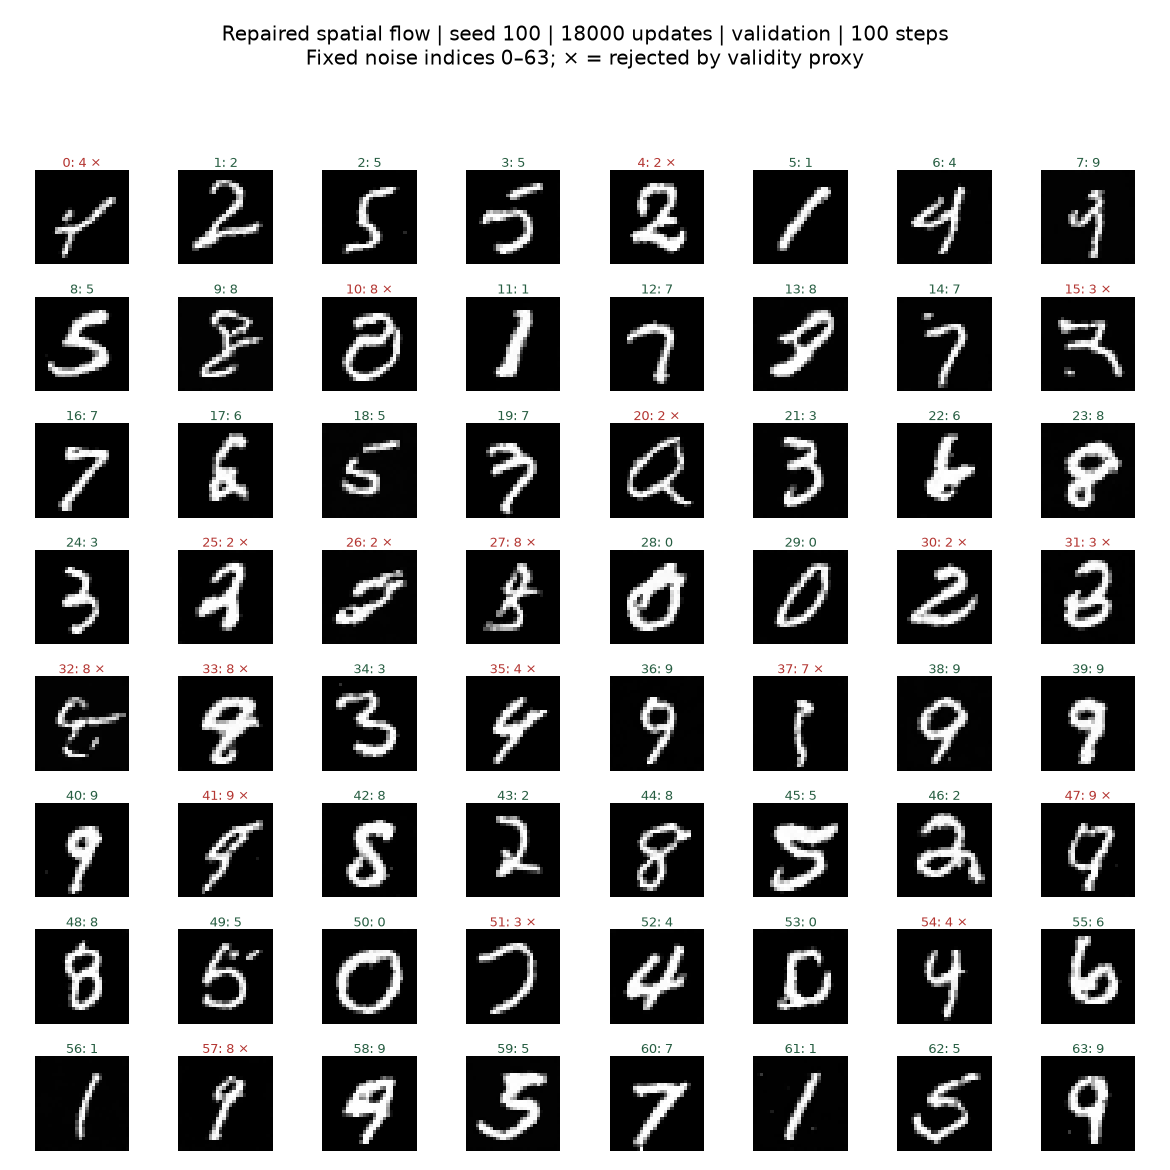 Repaired spatial flow | seed 100 | 18000 updates | validation | 100 steps
Fixed noise indices 0–63; × = rejected by validity proxy
0: 4 × 1: 2 2: 5 3: 5 4: 2 × 5: 1 6: 4 7: 9
8: 5 9: 8 10: 8 × 11: 1 12: 7 13: 8 14: 7 15: 3 ×
16: 7 17: 6 18: 5 19: 7 20: 2 × 21: 3 22: 6 23: 8
24: 3 25: 2 × 26: 2 × 27: 8 × 28: 0 29: 0 30: 2 × 31: 3 ×
32: 8 × 33: 8 × 34: 3 35: 4 × 36: 9 37: 7 × 38: 9 39: 9
40: 9 41: 9 × 42: 8 43: 2 44: 8 45: 5 46: 2 47: 9 ×
48: 8 49: 5 50: 0 51: 3 × 52: 4 53: 0 54: 4 × 55: 6
56: 1 57: 8 × 58: 9 59: 5 60: 7 61: 1 62: 5 63: 9